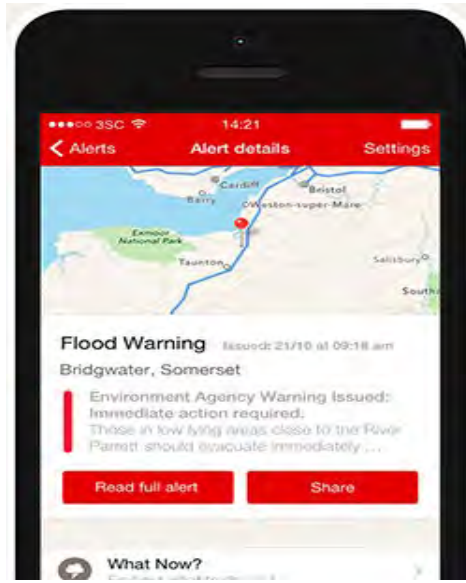 3SC 14:21
Alerts Alert details Settings
Cardiff
Barry
Bristol
Weston-super-Mare
Exmoor
National Park
Taunton
Salisbury
South
Flood Warning Issued: 21/10 at 09:18 am
Bridgwater, Somerset
Environment Agency Warning Issued:
Immediate action required.
Those in low lying areas close to the River
Parrett should evacuate immediately ...
Read full alert Share
What Now?